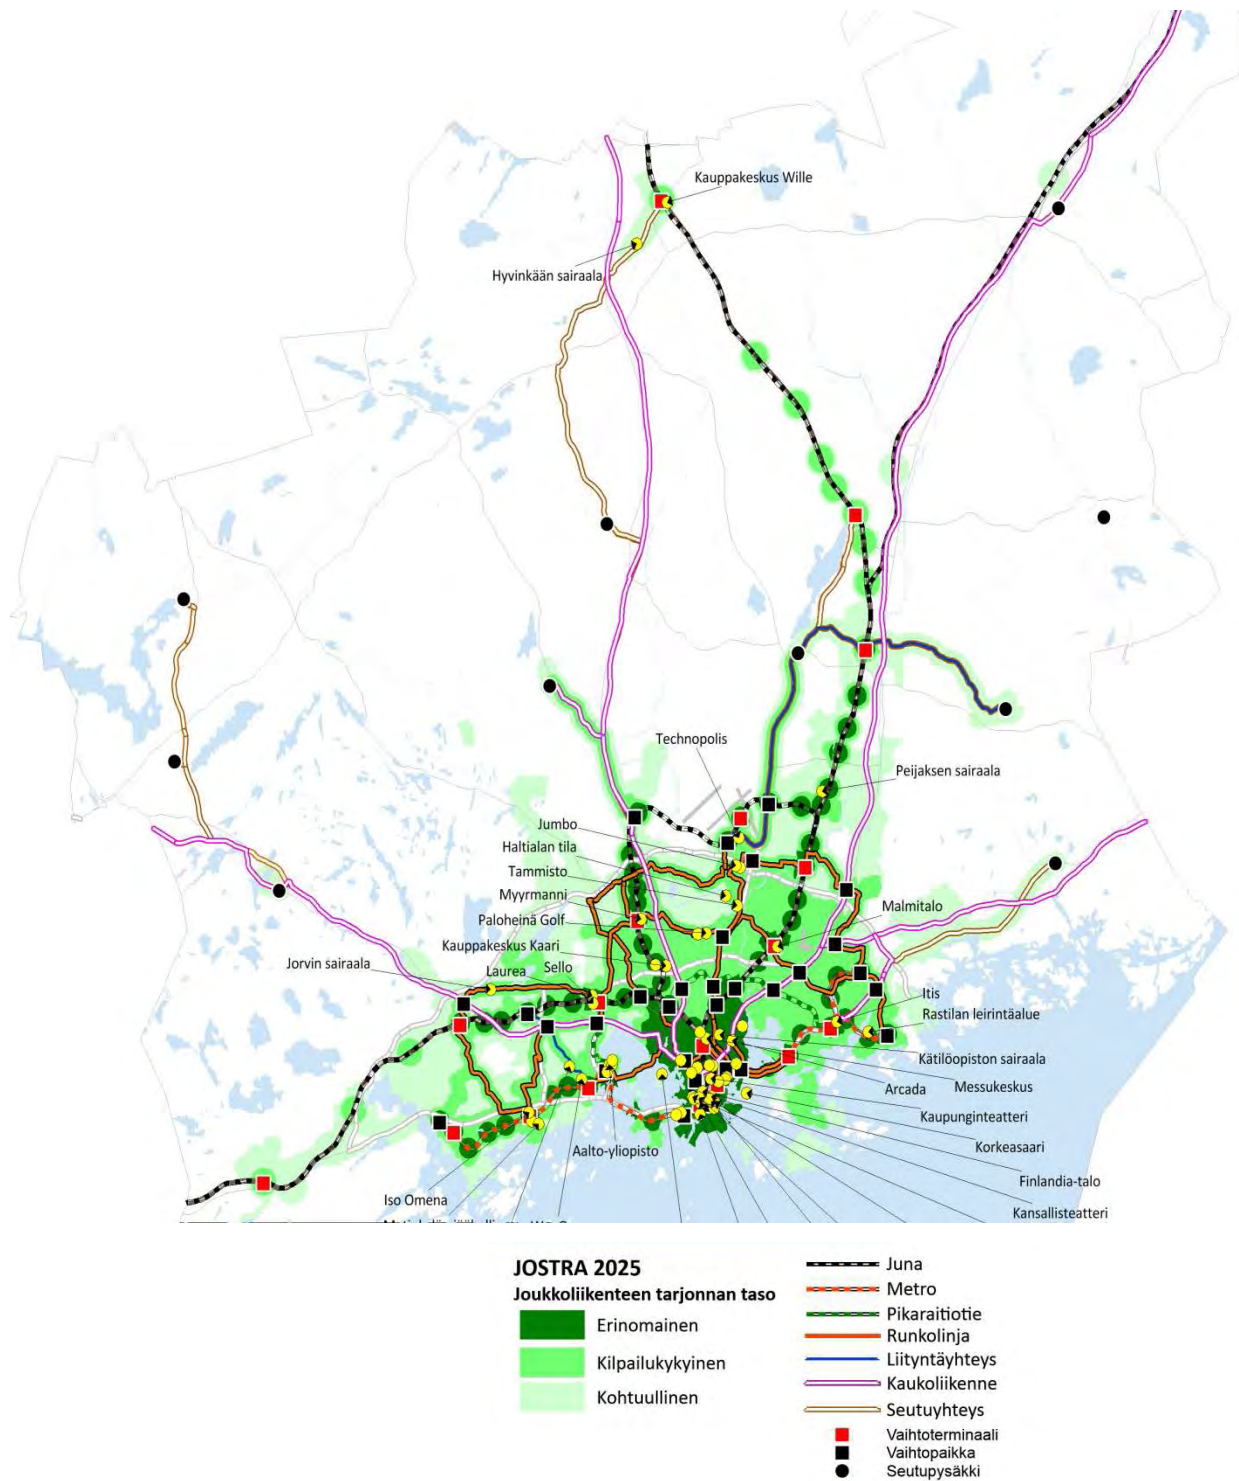 Kauppakeskus Wille
Hyvinkään sairaala
Technopolis
Peijaksen sairaala
Jumbo
Haltialan tila
Tammisto
Myyrmanni
Malmitalo
Paloheinä Golf
Kauppakeskus Kaari
Jorvin sairaala
Laurea
Sello
Itis
Rastilan leirintäalue
Kätilöopiston sairaala
Messukeskus
Arcada
Kaupunginteatteri
Korkeasaari
Aalto-yliopisto
Finlandia-talo
Iso Omena
Kansallisteatteri
JOSTRA 2025
Joukkoliikenteen tarjonnan taso
Erinomainen
Kilpailukykyinen
Kohtuullinen
Juna
Metro
Pikaraitiotie
Runkolinja
Liityntäyhteys
Kaukoliikenne
Seutuyhteys
Vaihtoterminaali
Vaihtopaikka
Seutupysäkki